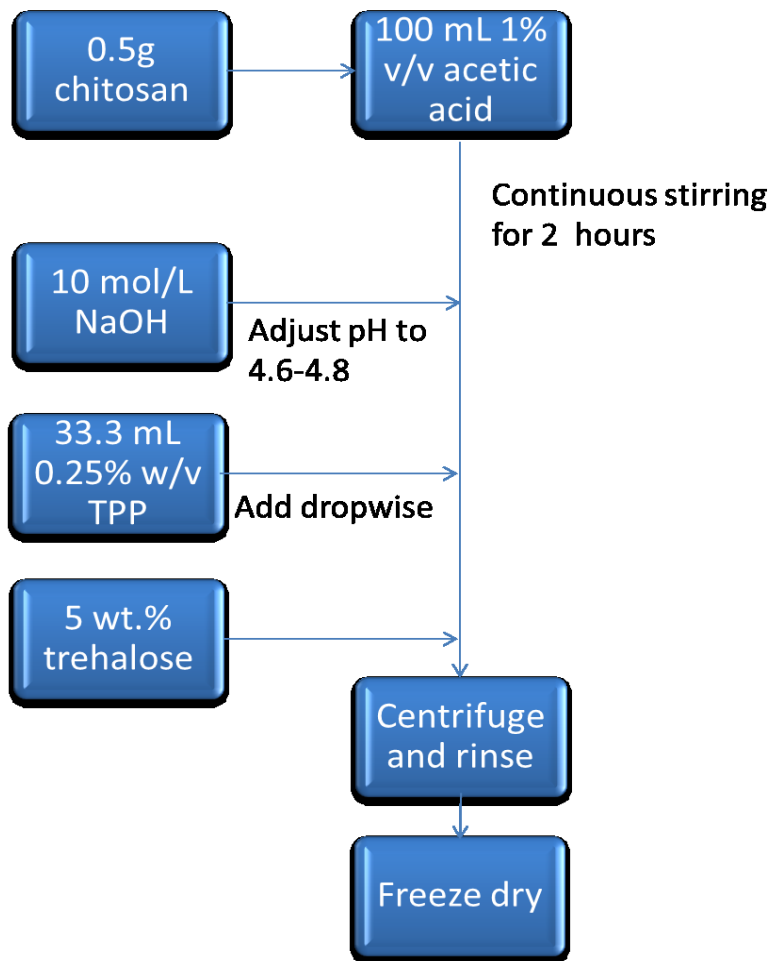 0.5g
chitosan
100 mL 1%
v/v acetic
acid
Continuous stirring
for 2 hours
10 mol/L
NaOH
Adjust pH to
4.6-4.8
33.3 mL
0.25% w/v
TPP
Add dropwise
5 wt.%
trehalose
Centrifuge
and rinse
Freeze dry